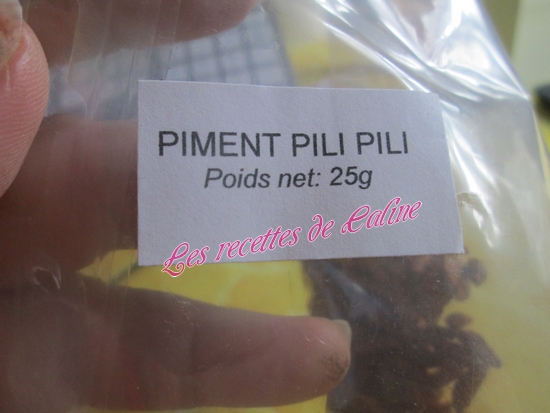 PIMENT PILI PILI
Poids net: 25g
Les recettes de Caline